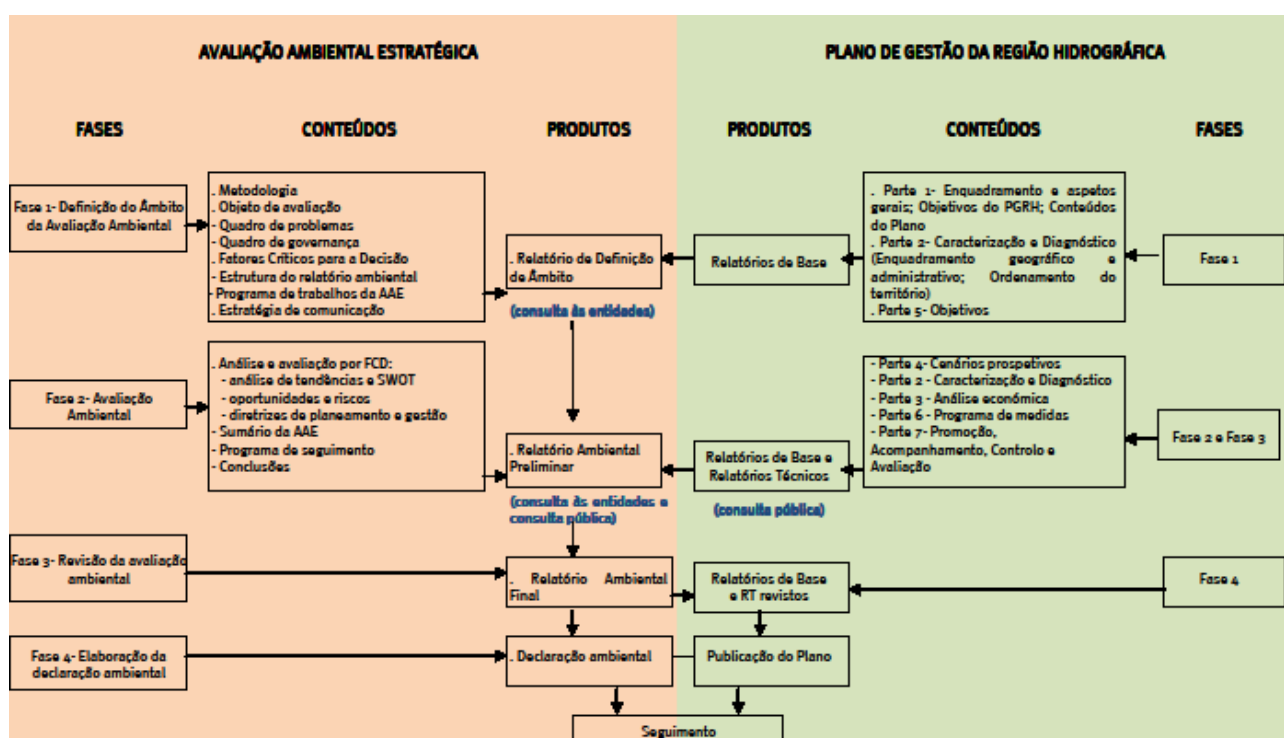 AVALIAÇÃO AMBIENTAL ESTRATÉGICA
PLANO DE GESTÃO DA REGIÃO HIDROGRÁFICA
FASES
CONTEÚDOS
PRODUTOS
PRODUTOS
CONTEÚDOS
FASES
Fase 1- Definição do Âmbito
da Avaliação Ambiental
. Metodologia
. Objeto de avaliação
- Quadro de problemas
- Quadro de governança
. Fatores Críticos para a Decisão
- Estrutura do relatório ambiental
- Programa de trabalhos da AAE
. Estratégia de comunicação
. Relatório de Definição
de Âmbito
(consulta às entidades)
Relatórios de Base
. Parte 1- Enquadramento e aspetos
gerais; Objetivos do PGRH; Conteúdos
do Plano
. Parte 2- Caracterização e Diagnóstico
(Enquadramento geográfico e
administrativo; Ordenamento do
território)
. Parte 5- Objetivos
Fase 1
Fase 2- Avaliação
Ambiental
. Análise e avaliação por FCD:
- análise de tendências e SWOT
- oportunidades e riscos
- diretrizes de planeamento e gestão
- Sumário da AAE
- Programa de seguimento
- Conclusões
. Relatório Ambiental
Preliminar
(consulta às entidades e
consulta pública)
Relatórios de Base e
Relatórios Técnicos
(consulta pública)
- Parte 4- Cenários prospetivos
- Parte 2 - Caracterização e Diagnóstico
- Parte 3 - Análise económica
- Parte 6 - Programa de medidas
- Parte 7- Promoção,
Acompanhamento, Controlo e
Avaliação
Fase 2 e Fase 3
Fase 3- Revisão da avaliação
ambiental
. Relatório Ambiental
Final
Relatórios de Base
e RT revistos
Fase 4
Fase 4- Elaboração da
declaração ambiental
. Declaração ambiental
Publicação do Plano
Seguimento